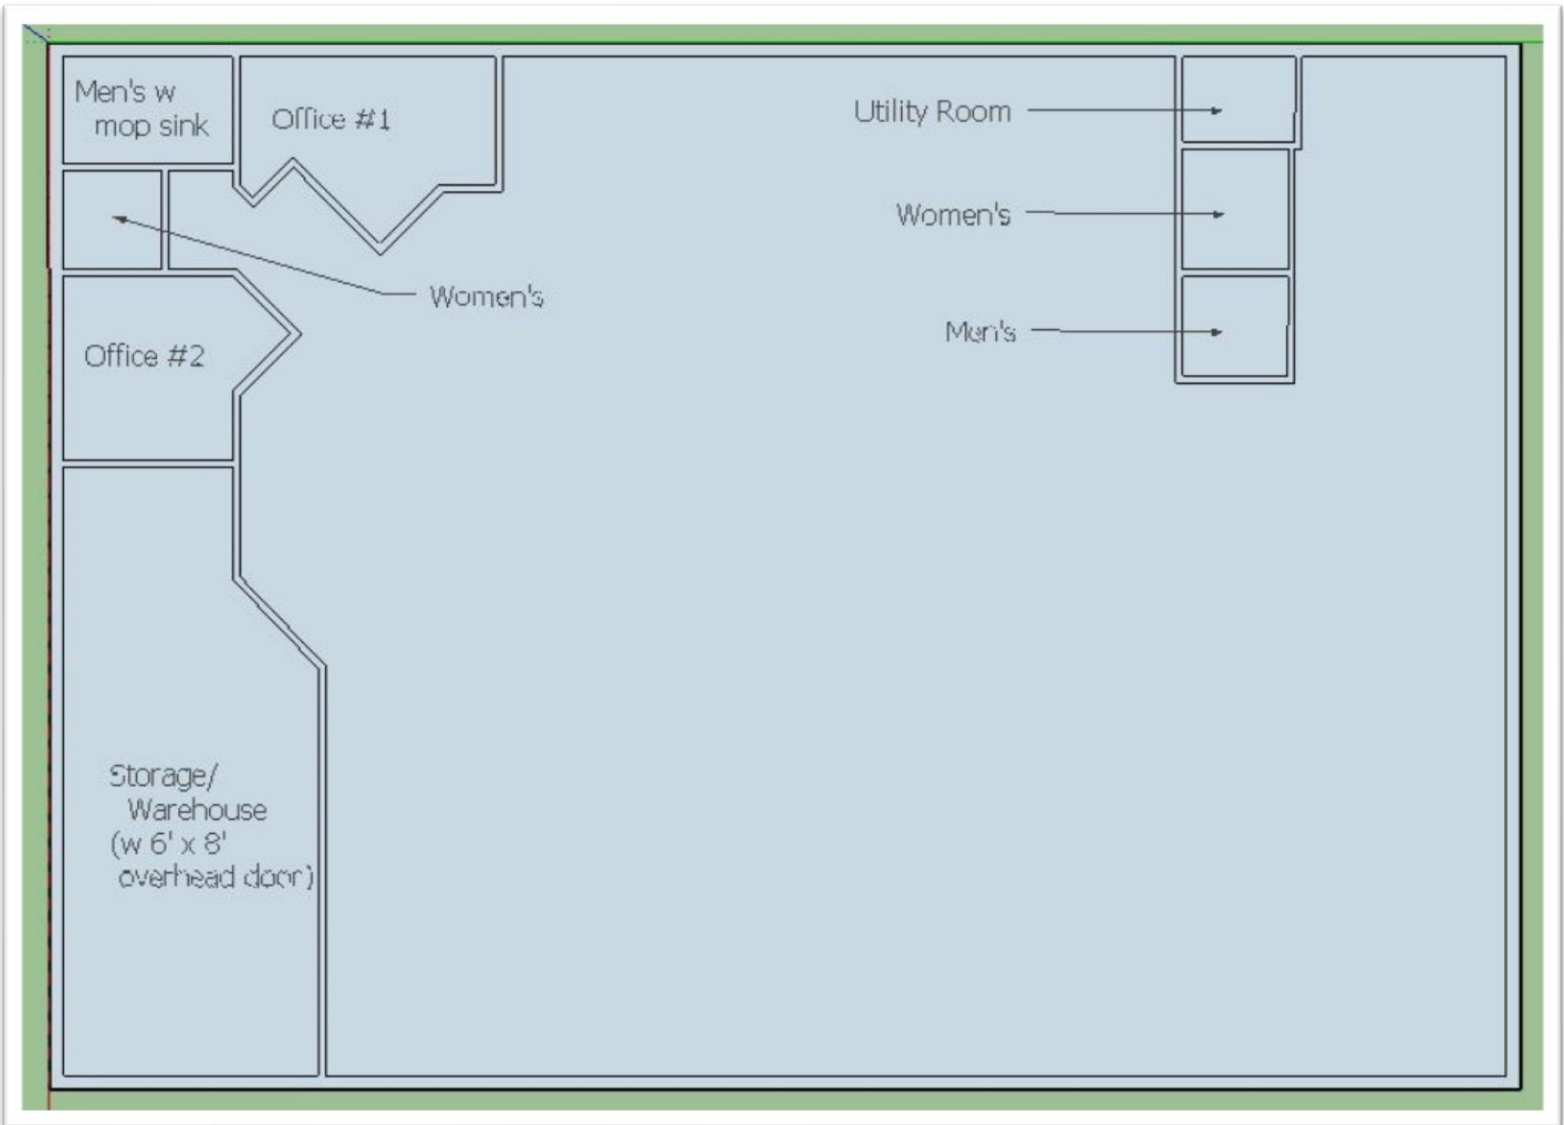 Men's w
mop sink
Office #1
Utility Room
Women's
Women's
Men's
Office #2
Storage/
Warehouse
(w 6' x 8'
overhead door)